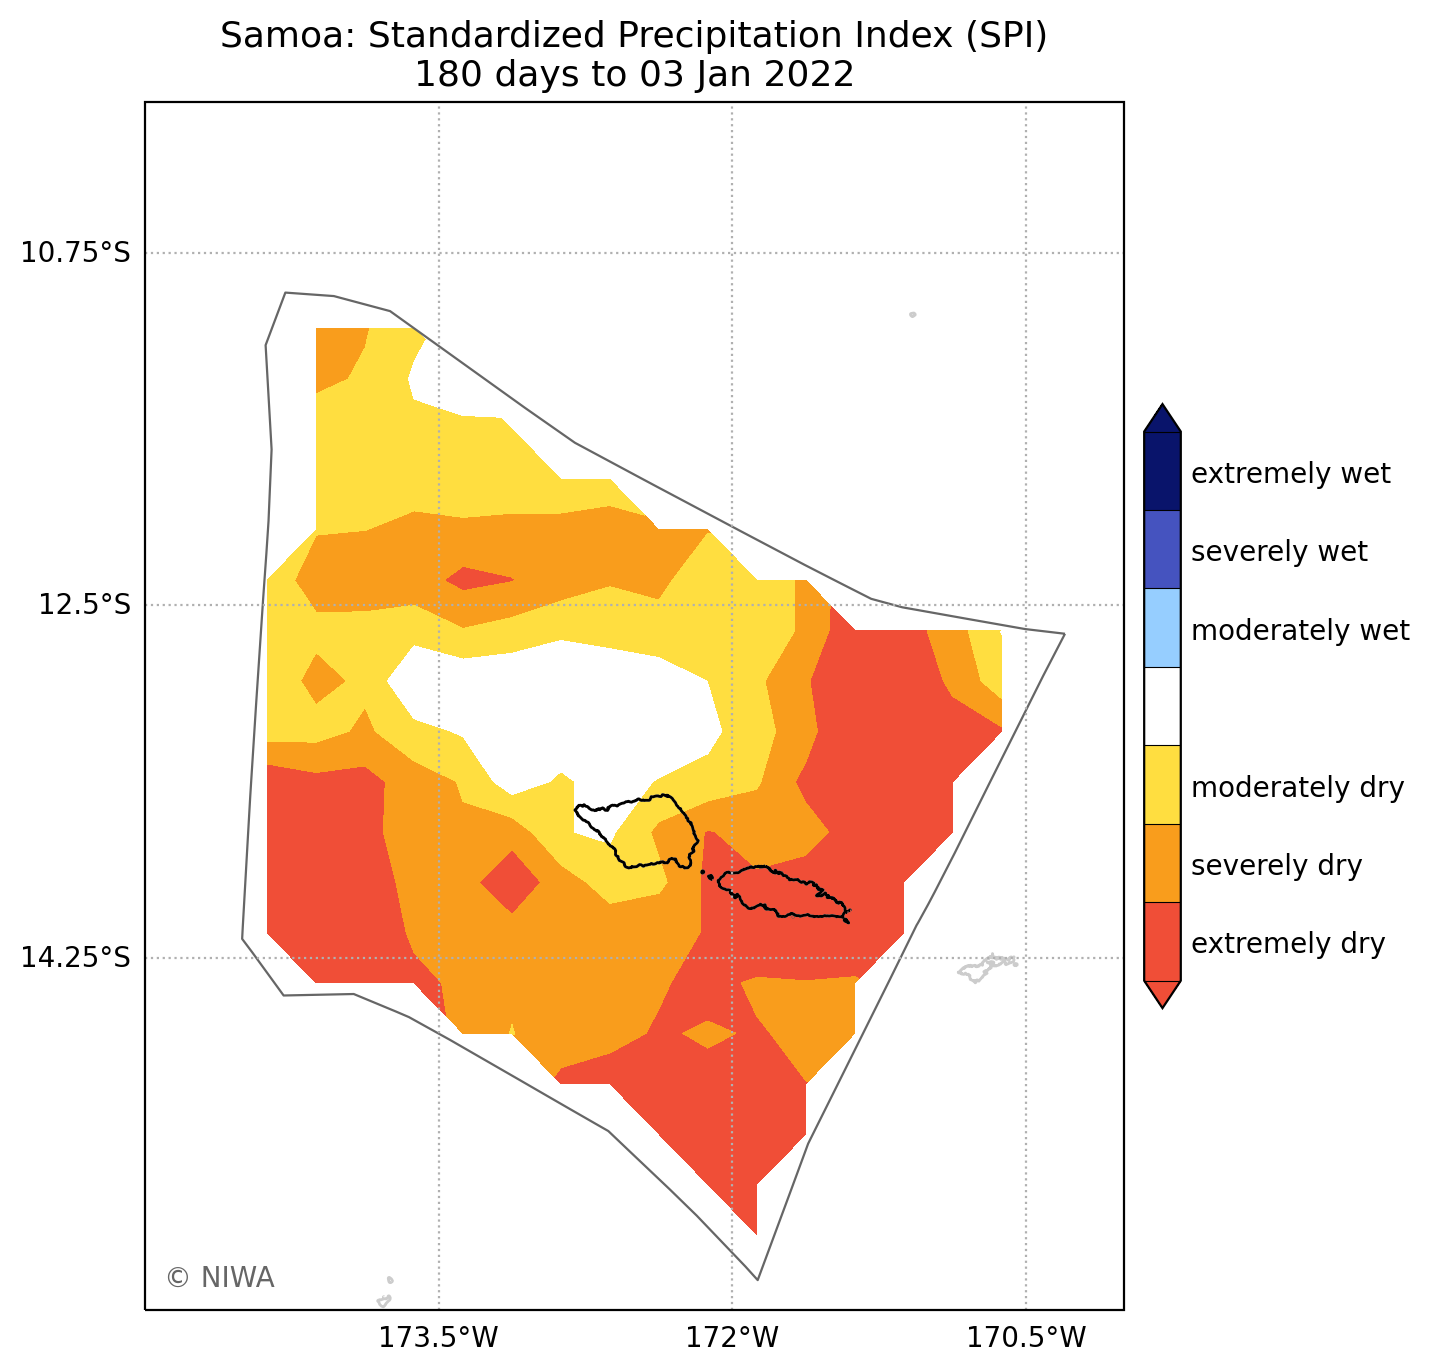 Samoa: Standardized Precipitation Index (SPI)
180 days to 03 Jan 2022
10.75°S
12.5°S
14.25°S
extremely wet
severely wet
moderately wet
moderately dry
severely dry
extremely dry
© NIWA
173.5°W
172°W
170.5°W